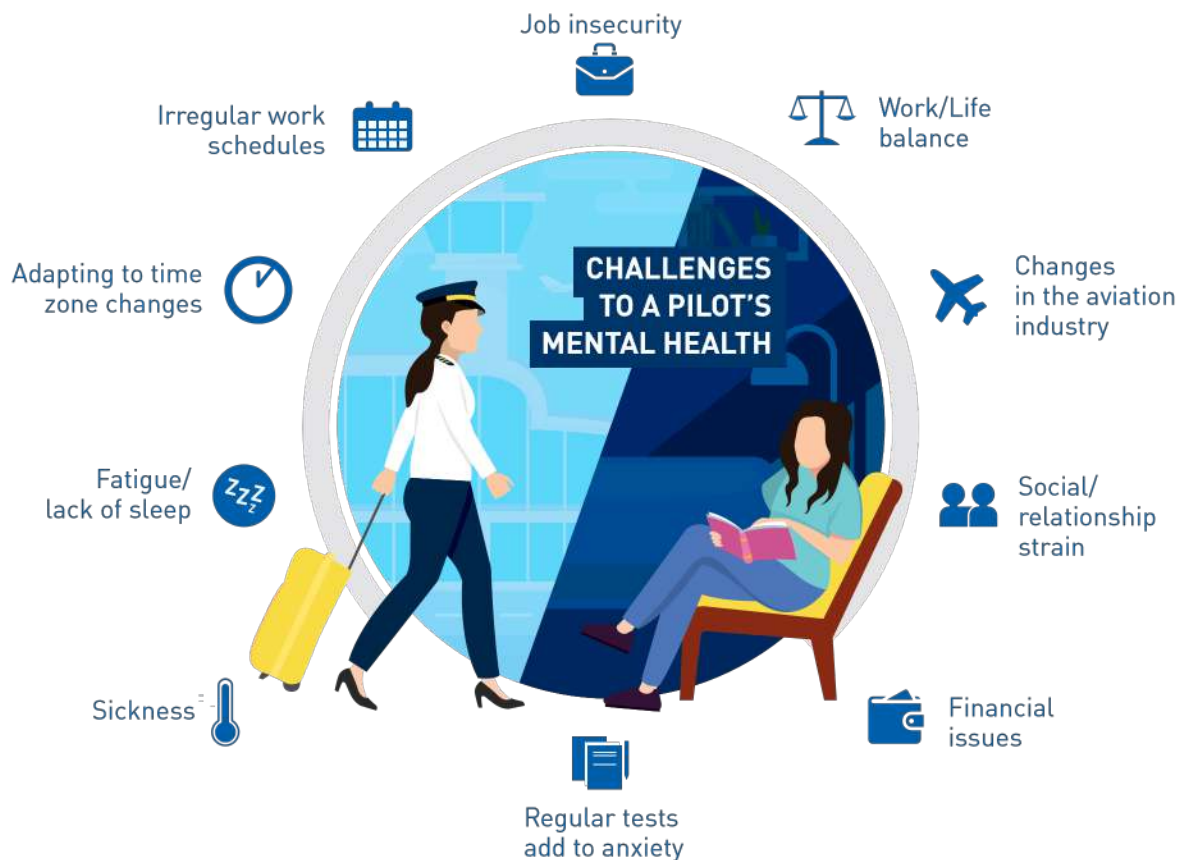 Job insecurity
Work/Life
balance
Changes
in the aviation
industry
Social/
relationship
strain
Financial
issues
Regular tests
add to anxiety
Sickness
Fatigue/
lack of sleep
Adapting to time
zone changes
Irregular work
schedules
CHALLENGES
TO A PILOT'S
MENTAL HEALTH
ZZZ
z